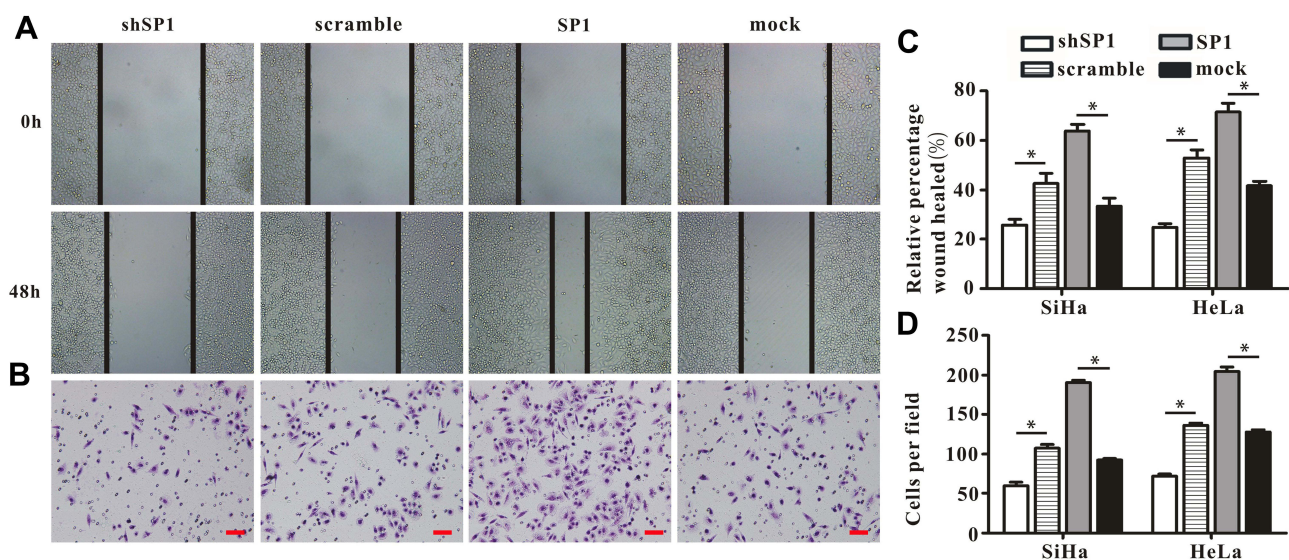 A
shSP1
scramble
SP1
mock
0h
48h
B
C
shSP1
SP1
scramble
mock
Relative percentage
wound healed(%)
80
60
40
20
0
*
*
*
*
SiHa
HeLa
D
Cells per field
250
200
150
100
50
0
*
*
*
*
SiHa
HeLa